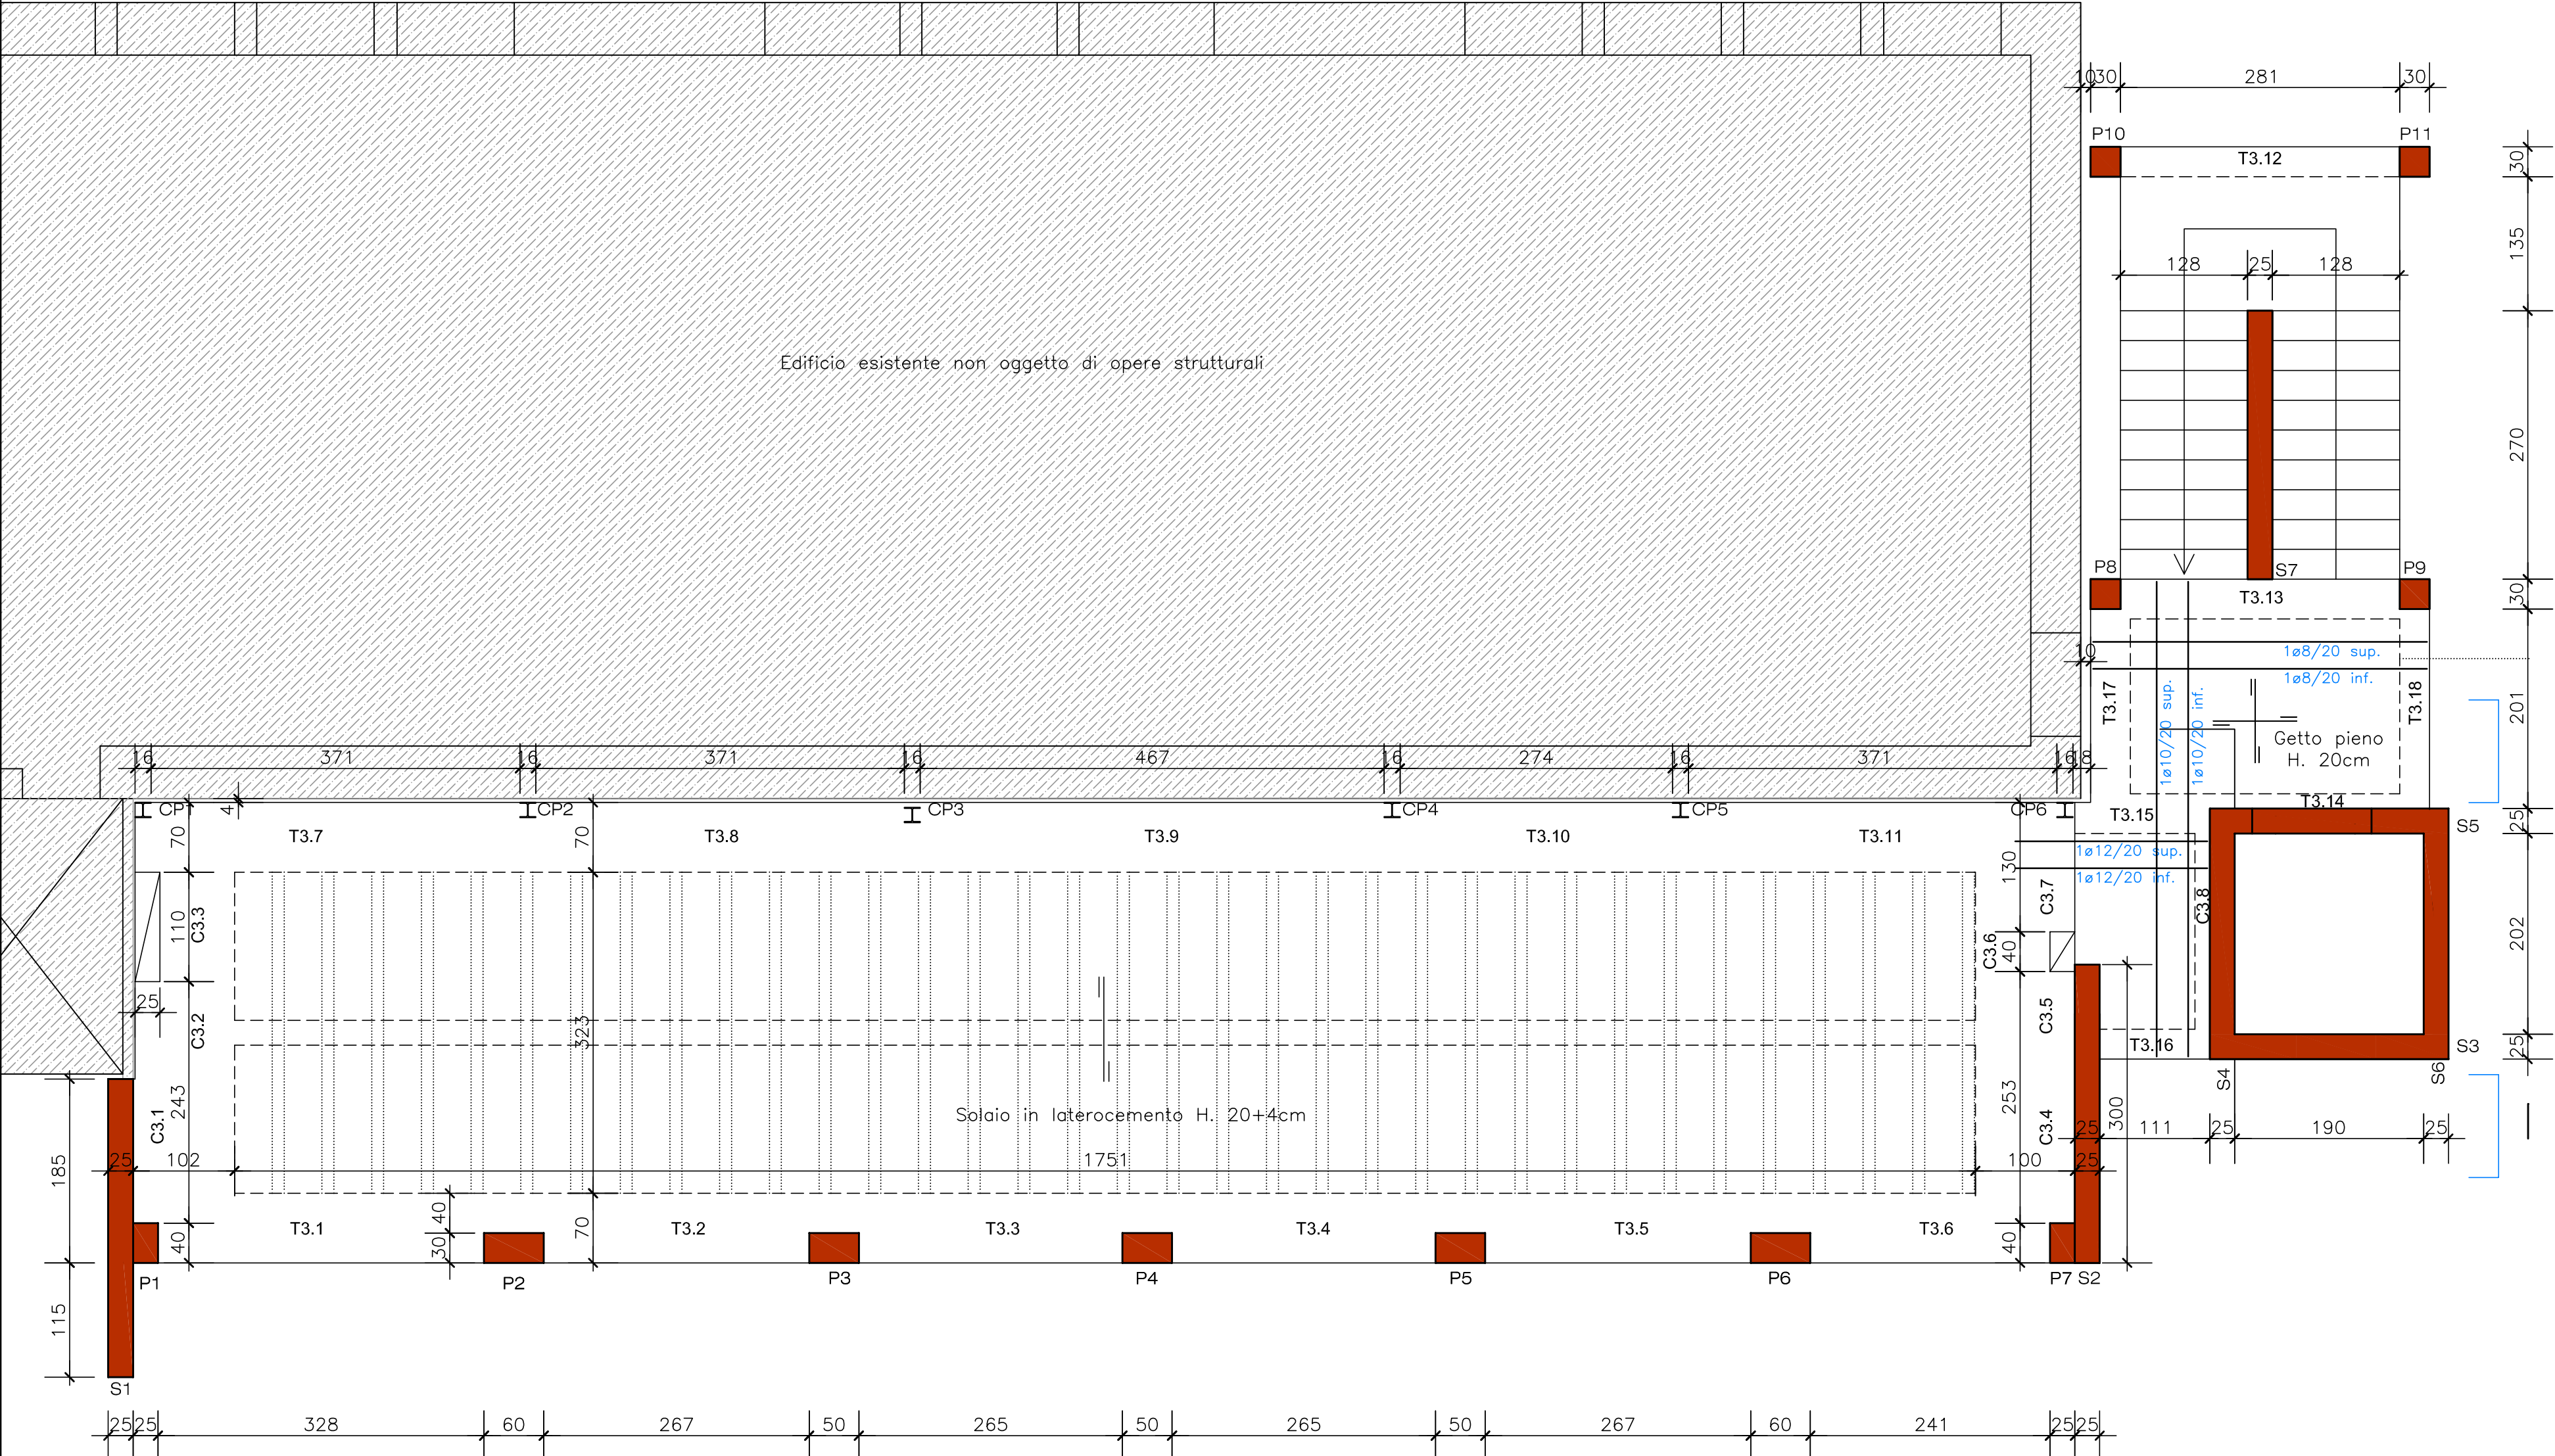 10 30 281 30
P10 P11
T3.12
30
135
128 25 128
270
Edificio esistente non oggetto di opere strutturali
P8 S7 P9
T3.13
30
10
1ø8/20 sup.
1ø8/20 inf.
T3.17
1ø10/20 sup.
1ø10/20 inf.
T3.18
201
Getto pieno
H. 20cm
16 371 16 371 16 467 16 274 16 371 16 18
CP1 CP2 CP3 CP4 CP5 CP6
4
T3.14
T3.15
25
S5
70
70
T3.7 T3.8 T3.9 T3.10 T3.11
130
1ø12/20 sup.
1ø12/20 inf.
C3.7
C3.8
110
C3.3
C3.6
40
202
25
C3.2
323
C3.5
T3.16
25
S3
S4
S6
243
C3.1
Solaio in laterocemento H. 20+4cm
253
C3.4
300
25 111 25 190 25
185
25 102 1751 100 25
40
30
70
40
40
T3.1 T3.2 T3.3 T3.4 T3.5 T3.6
P1 P2 P3 P4 P5 P6 P7 S2
115
S1
25 25 328 60 267 50 265 50 265 50 267 60 241 25 25